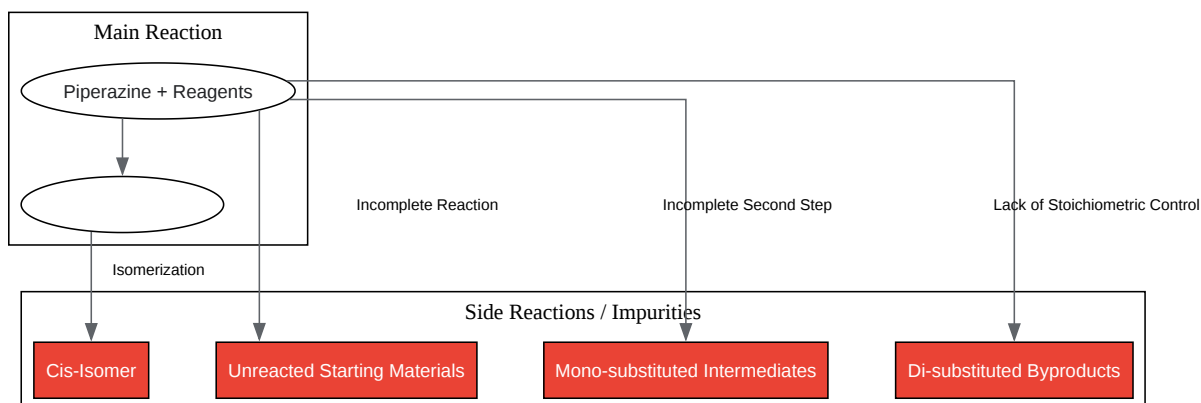 Main Reaction
Piperazine + Reagents
Incomplete Reaction
Incomplete Second Step
Lack of Stoichiometric Control
Isomerization
Side Reactions / Impurities
Cis-Isomer
Unreacted Starting Materials
Mono-substituted Intermediates
Di-substituted Byproducts